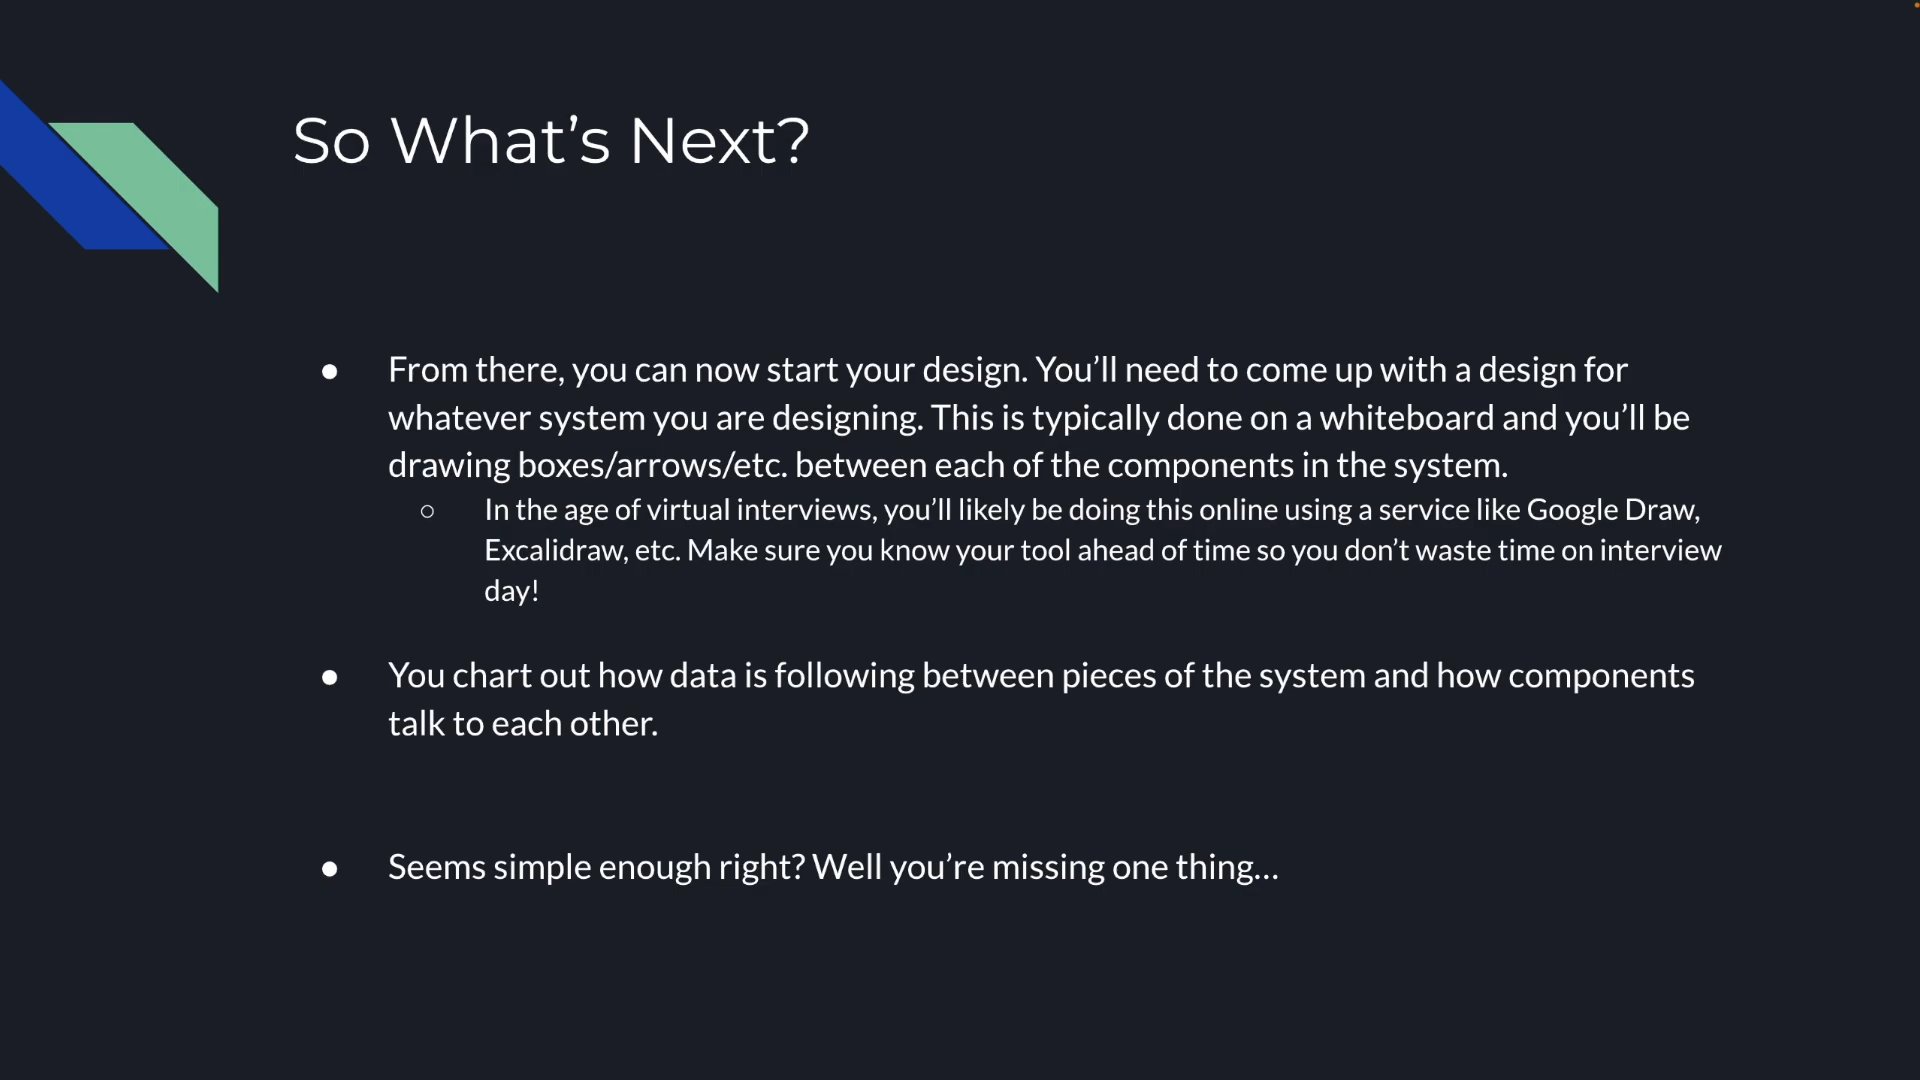 So What’s Next?
● From there, you can now start your design. You’ll need to come up with a design for
whatever system you are designing. This is typically done on a whiteboard and you’ll be
drawing boxes/arrows/etc. between each of the components in the system.
○ In the age of virtual interviews, you’ll likely be doing this online using a service like Google Draw,
Excalidraw, etc. Make sure you know your tool ahead of time so you don’t waste time on interview
day!
● You chart out how data is following between pieces of the system and how components
talk to each other.
● Seems simple enough right? Well you’re missing one thing…